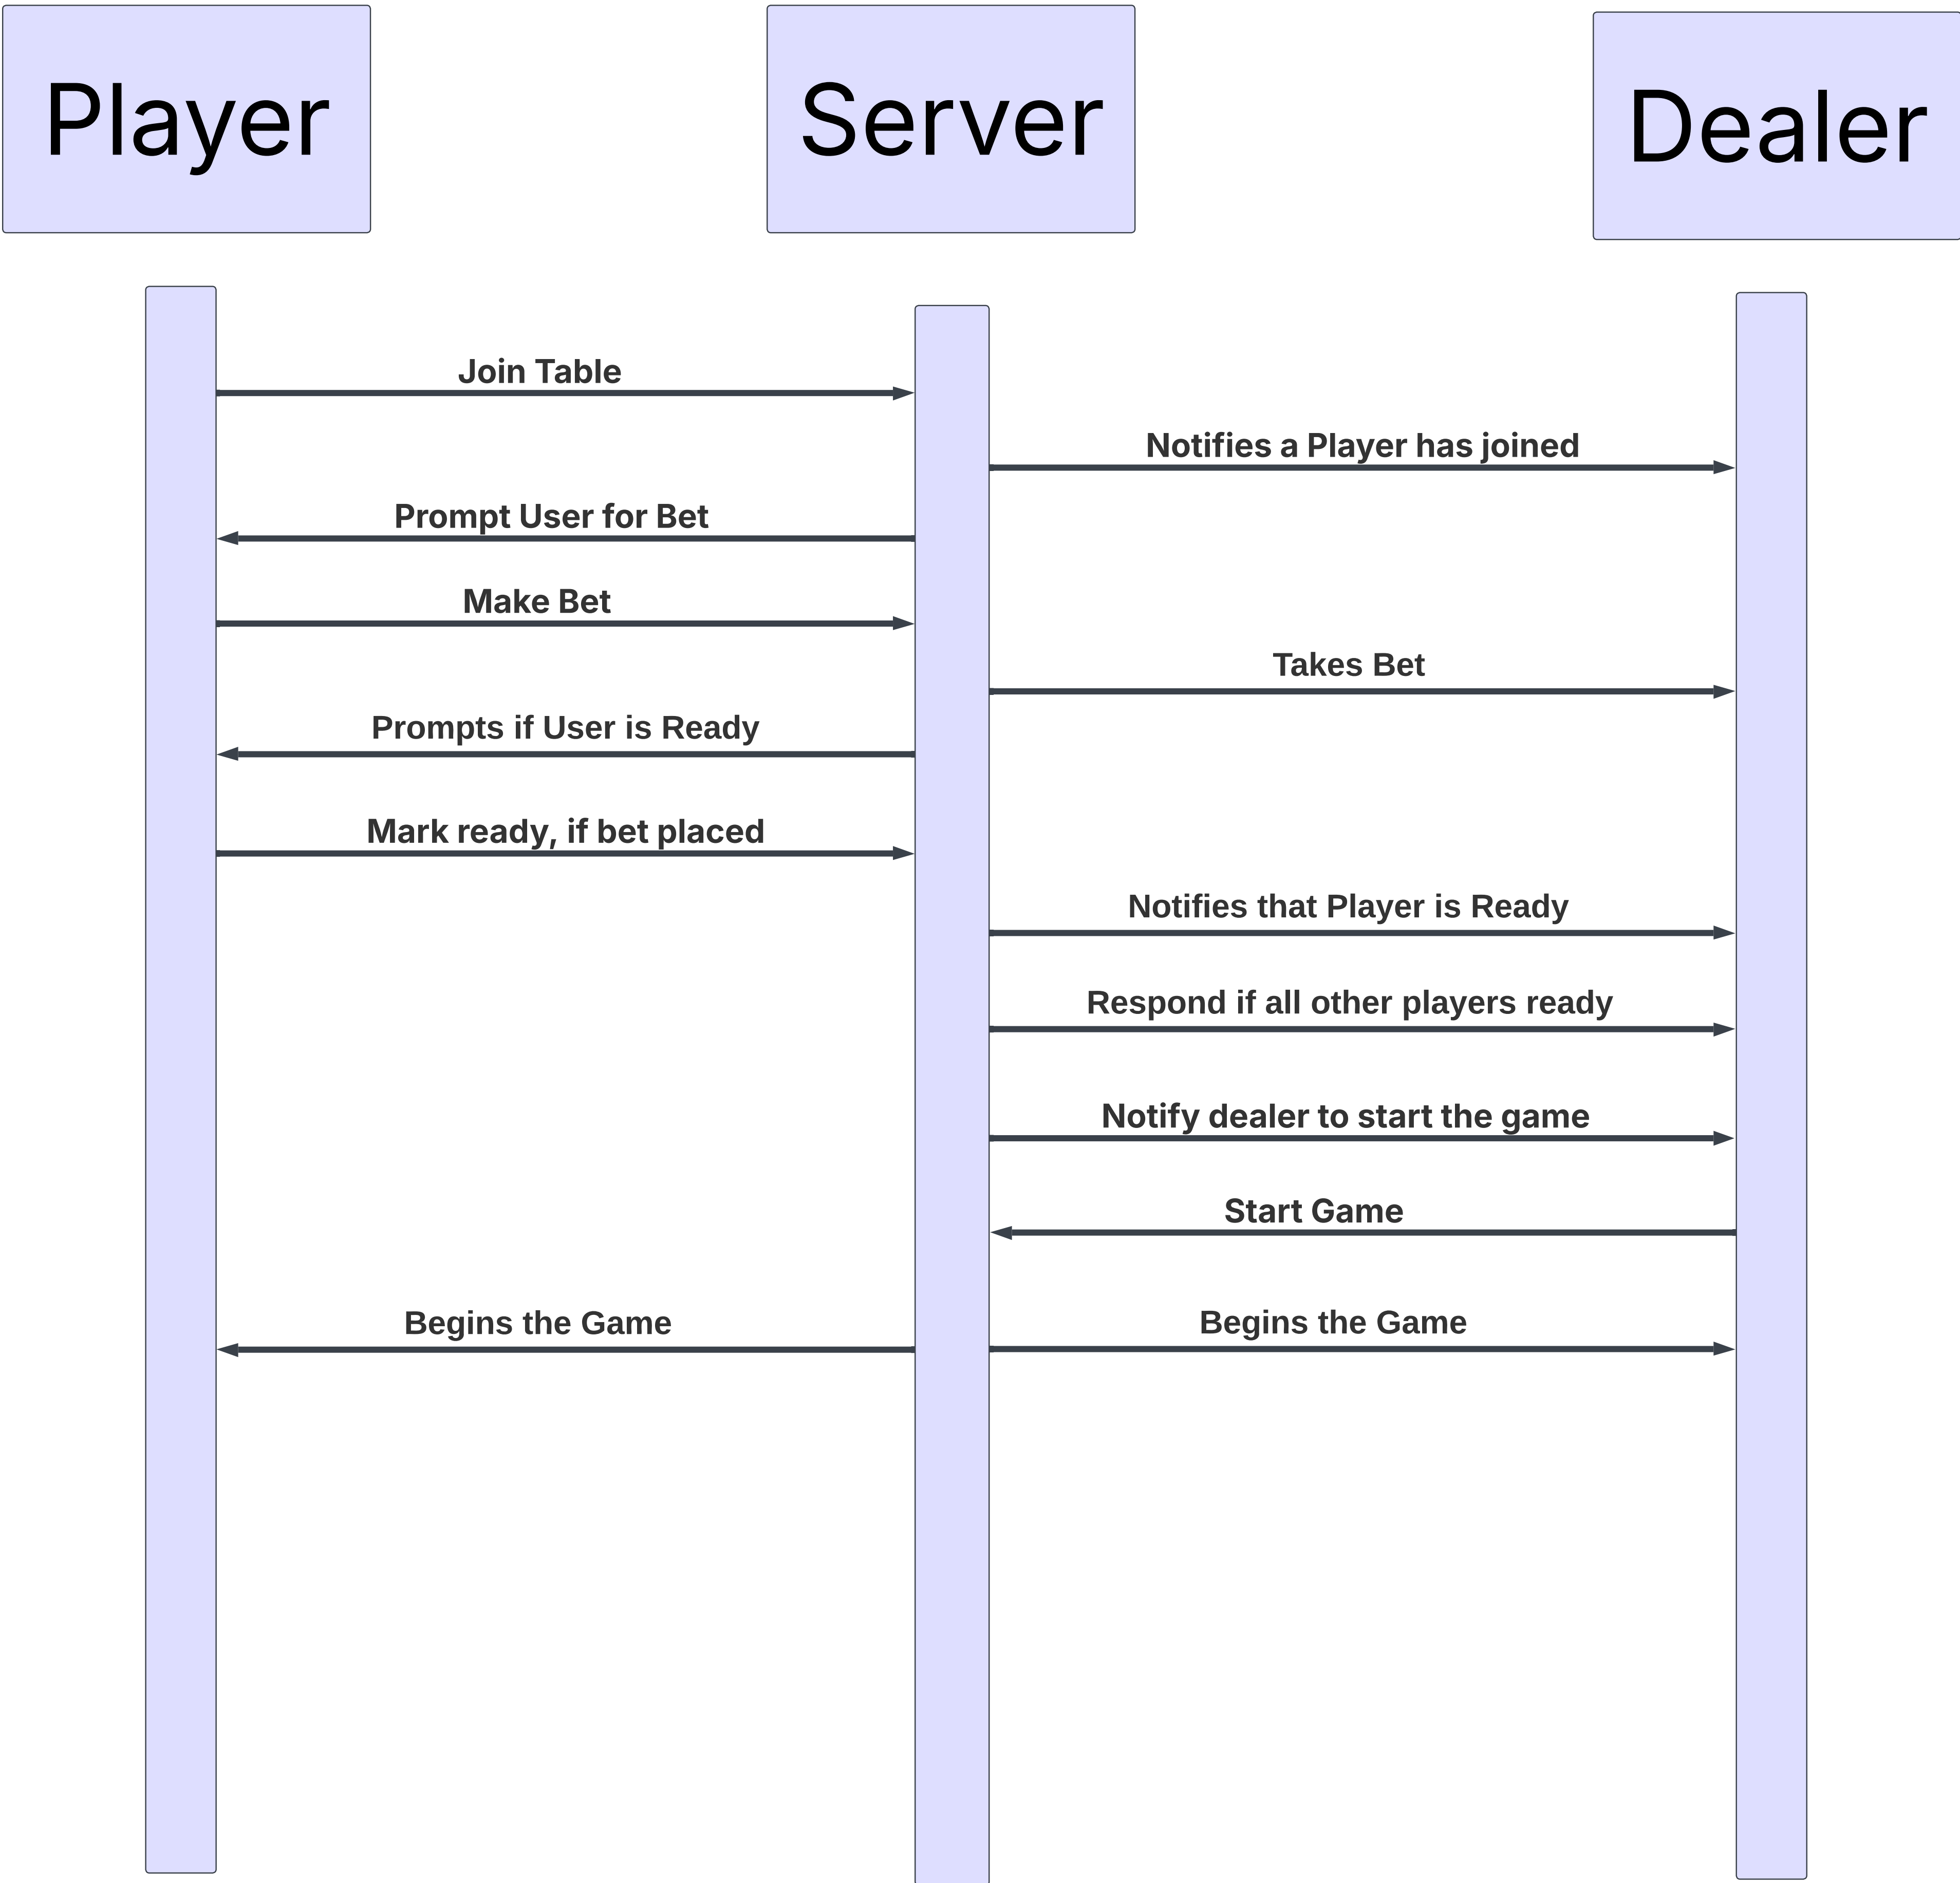 Player
Server
Dealer
Join Table
Notifies a Player has joined
Prompt User for Bet
Make Bet
Takes Bet
Prompts if User is Ready
Mark ready, if bet placed
Notifies that Player is Ready
Respond if all other players ready
Notify dealer to start the game
Start Game
Begins the Game
Begins the Game